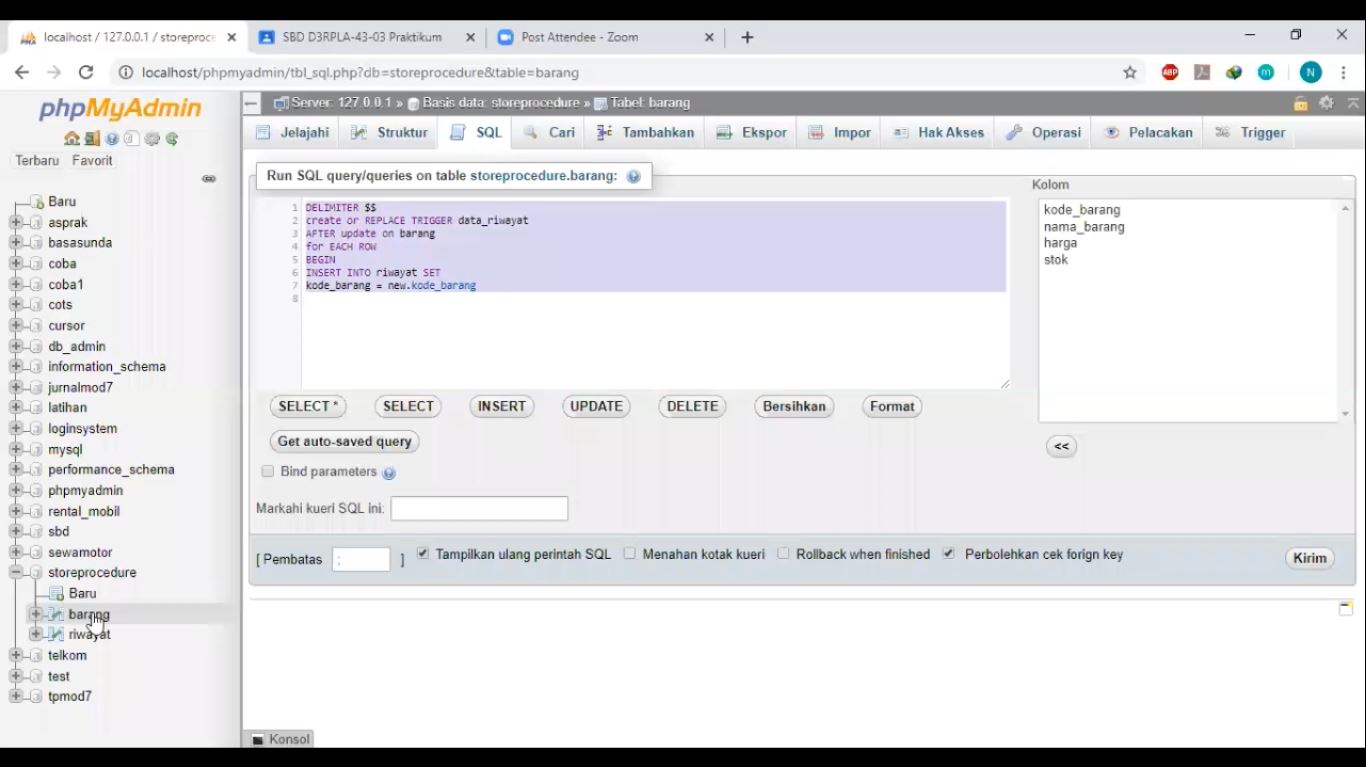 localhost / 127.0.0.1 / storeproce
SBD D3RPLA-43-03 Praktikum
Post Attendee - Zoom
localhost/phpmyadmin/tbl_sql.php?db=storeprocedure&table=barang
ABP
m
N
phpMyAdmin
Terbaru Favorit
Baru
asprak
basasunda
coba
coba1
cots
cursor
db_admin
information_schema
jurnalmod7
latihan
loginsystem
mysql
performance_schema
phpmyadmin
rental_mobil
sbd
sewamotor
storeprocedure
Baru
barang
riwayat
telkom
test
tpmod7
Server: 127.0.0.1 » Basis data: storeprocedure » Tabel: barang
Jelajahi Struktur SQL Cari Tambahkan Ekspor Impor Hak Akses Operasi Pelacakan Trigger
Run SQL query/queries on table storeprocedure.barang:
1 DELIMITER $$
2 create or REPLACE TRIGGER data_riwayat
3 AFTER update on barang
4 for EACH ROW
5 BEGIN
6 INSERT INTO riwayat SET
7 kode_barang = new.kode_barang
8
Kolom
kode_barang
nama_barang
harga
stok
<<
SELECT * SELECT INSERT UPDATE DELETE Bersihkan Format
Get auto-saved query
Bind parameters
Markahi kueri SQL ini:
[ Pembatas ; ] Tampilkan ulang perintah SQL Menahan kotak kueri Rollback when finished Perbolehkan cek forign key Kirim
Konsol